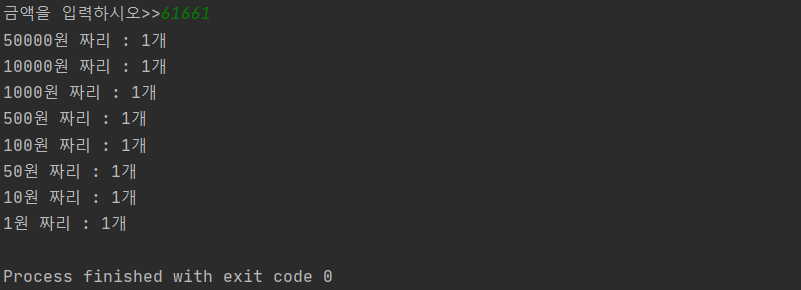 금액을 입력하시오>>61661
50000원 짜리 : 1개
10000원 짜리 : 1개
1000원 짜리 : 1개
500원 짜리 : 1개
100원 짜리 : 1개
50원 짜리 : 1개
10원 짜리 : 1개
1원 짜리 : 1개
Process finished with exit code 0